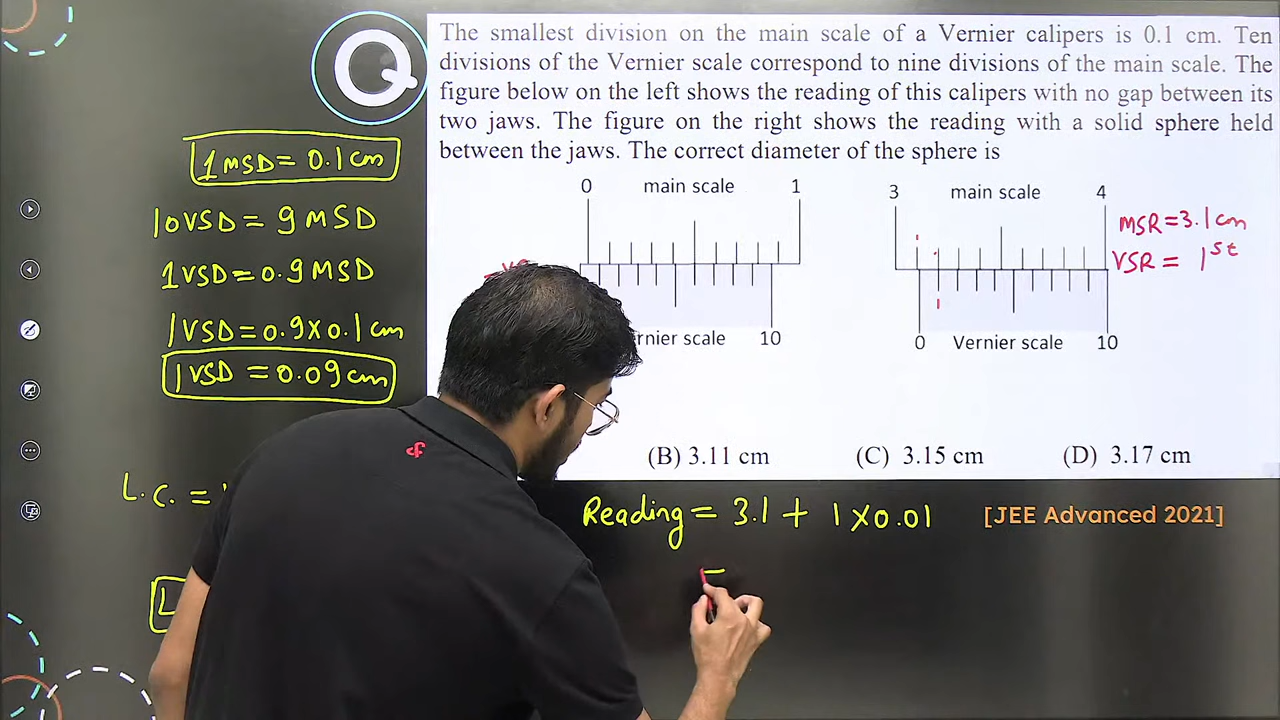 Q
The smallest division on the main scale of a Vernier calipers is 0.1 cm. Ten
divisions of the Vernier scale correspond to nine divisions of the main scale. The
figure below on the left shows the reading of this calipers with no gap between its
two jaws. The figure on the right shows the reading with a solid sphere held
between the jaws. The correct diameter of the sphere is
1 MSD = 0.1 cm
10 VSD = 9 MSD
1 VSD = 0.9 MSD
1 VSD = 0.9 × 0.1 cm
1 VSD = 0.09 cm
L.C. =
0 main scale 1
scale 10
3 main scale 4
0 Vernier scale 10
MSR = 3.1 cm
VSR = 1st
(B) 3.11 cm (C) 3.15 cm (D) 3.17 cm
Reading = 3.1 + 1 × 0.01
[JEE Advanced 2021]